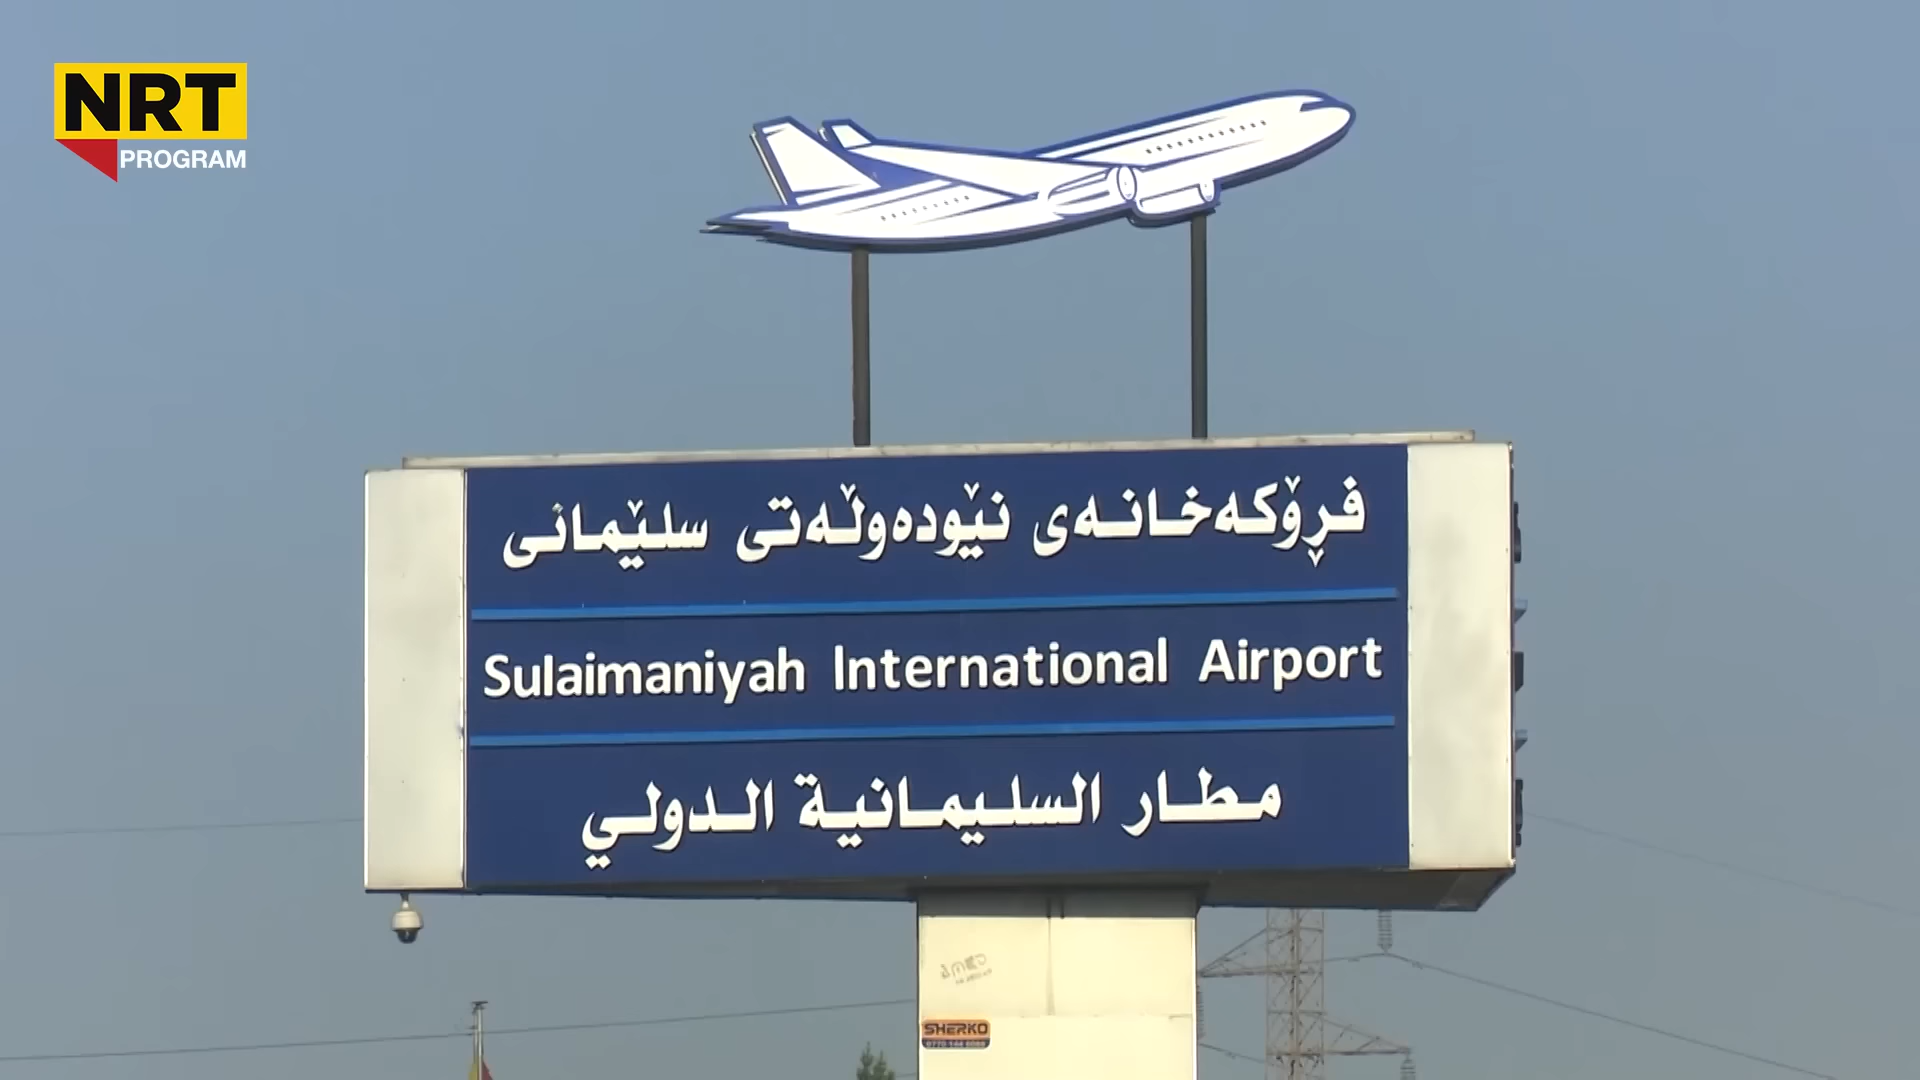 NRT
PROGRAM
فڕۆکەخانەی نێودەوڵەتی سلێمانی
Sulaimaniyah International Airport
مطار السليمانية الدولي
SHERKO